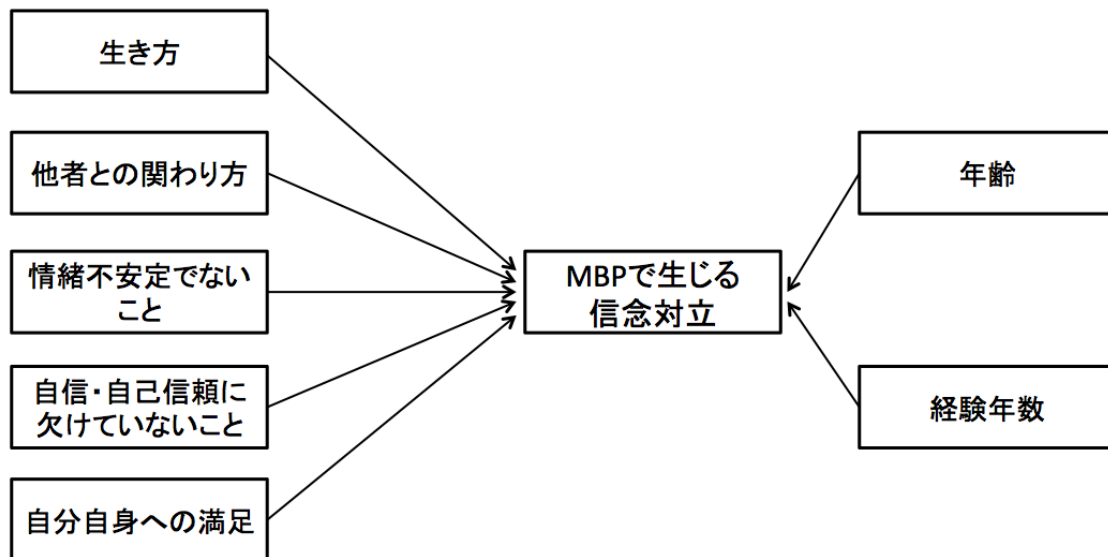 生き方
他者との関わり方
情緒不安定でない
こと
自信・自己信頼に
欠けていないこと
自分自身への満足
MBPで生じる
信念対立
年齢
経験年数